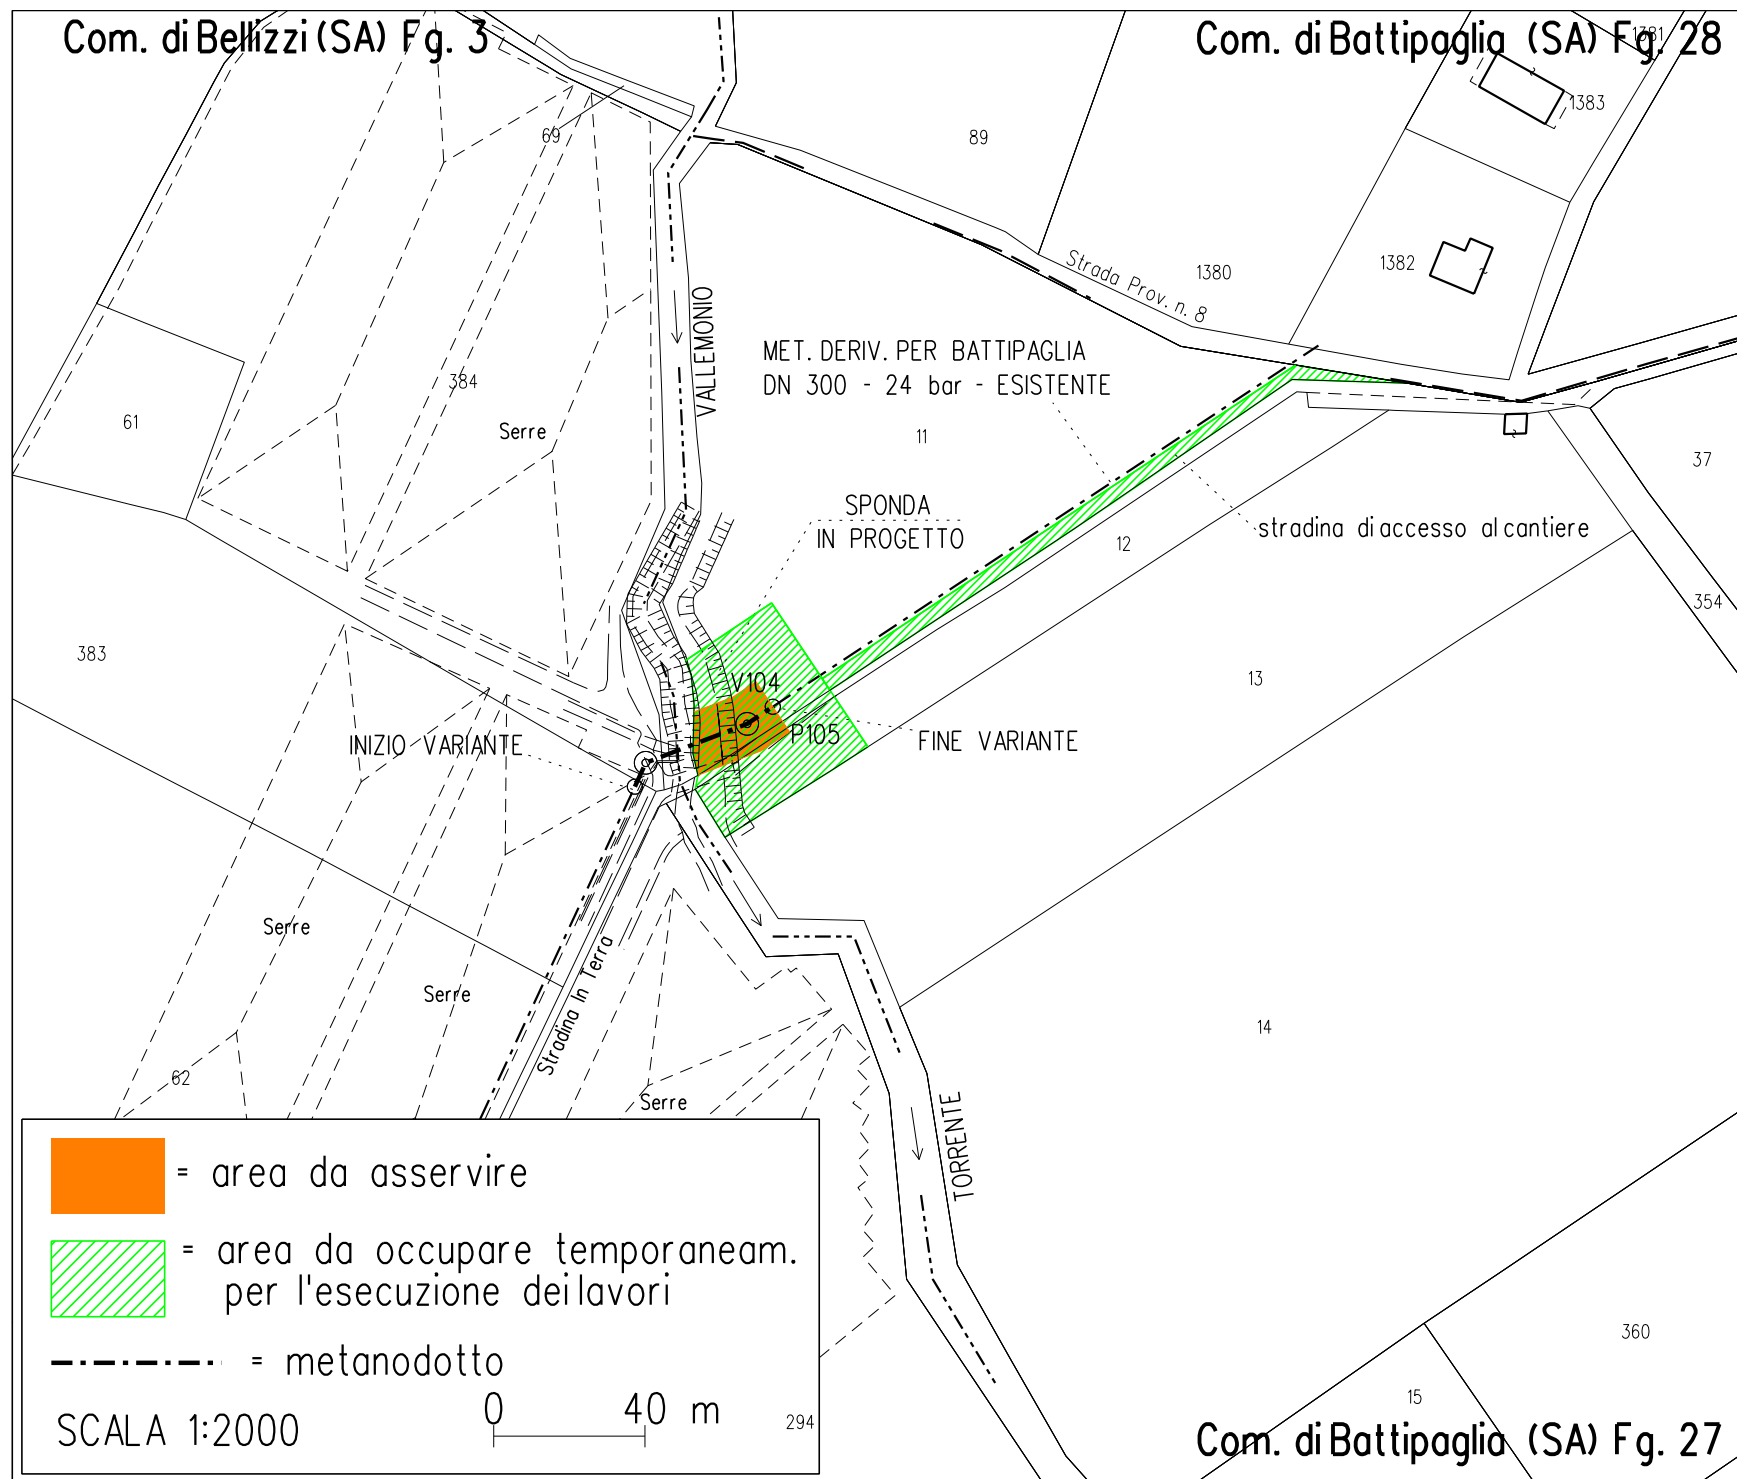 Com. di Bellizzi (SA) Fg. 3
Com. di Battipaglia (SA) Fg. 28
1381
1383
69
89
1382
1380
Strada Prov. n. 8
VALLEMONIO
MET. DERIV. PER BATTIPAGLIA
DN 300 - 24 bar - ESISTENTE
384
61
Serre
11
37
SPONDA
IN PROGETTO
stradina di accesso al cantiere
12
354
383
13
V104
P105
INIZIO VARIANTE
FINE VARIANTE
Serre
Serre
Stradina In Terra
14
62
Serre
TORRENTE
= area da asservire
= area da occupare temporaneam.
per l'esecuzione dei lavori
= metanodotto
SCALA 1:2000
0 40 m
294
360
15
Com. di Battipaglia (SA) Fg. 27